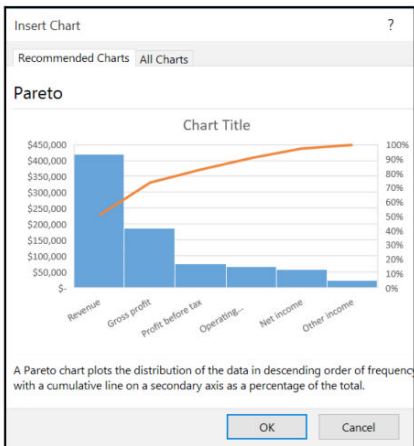 Insert Chart ?
Recommended Charts All Charts
Pareto
Chart Title
$450,000 100%
$400,000 90%
$350,000 80%
$300,000 70%
$250,000 60%
$200,000 50%
$150,000 40%
$100,000 30%
$50,000 20%
$- 10%
0%
Revenue Gross profit Profit before tax Operating... Net income Other income
A Pareto chart plots the distribution of the data in descending order of frequency
with a cumulative line on a secondary axis as a percentage of the total.
OK Cancel